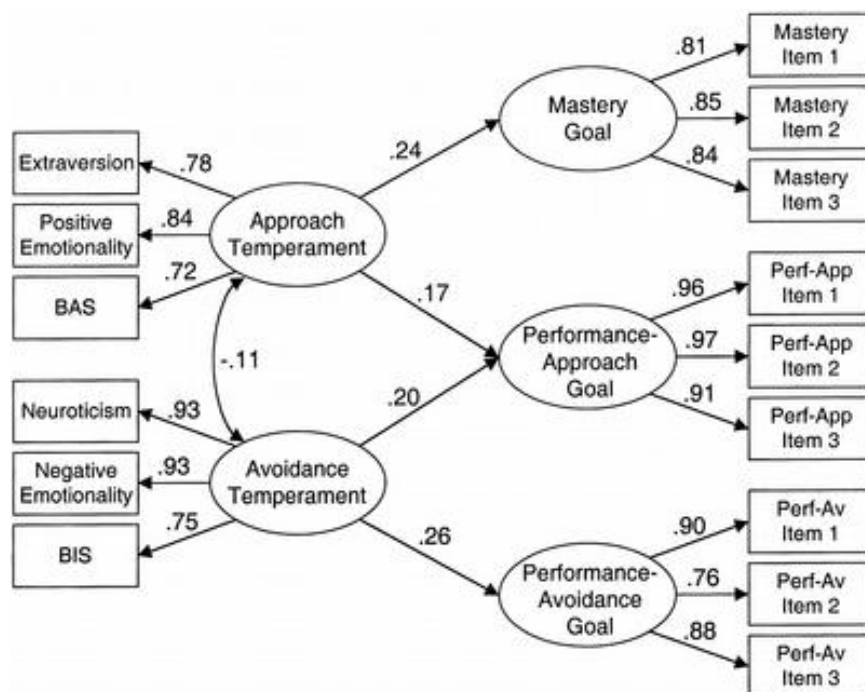 Extraversion
Positive
Emotionality
BAS
Neuroticism
Negative
Emotionality
BIS
.78
.84
.72
-.11
.93
.93
.75
Approach
Temperament
Avoidance
Temperament
.24
.17
.20
.26
Mastery
Goal
Performance-
Approach
Goal
Performance-
Avoidance
Goal
.81
.85
.84
.96
.97
.91
.90
.76
.88
Mastery
Item 1
Mastery
Item 2
Mastery
Item 3
Perf-App
Item 1
Perf-App
Item 2
Perf-App
Item 3
Perf-Av
Item 1
Perf-Av
Item 2
Perf-Av
Item 3